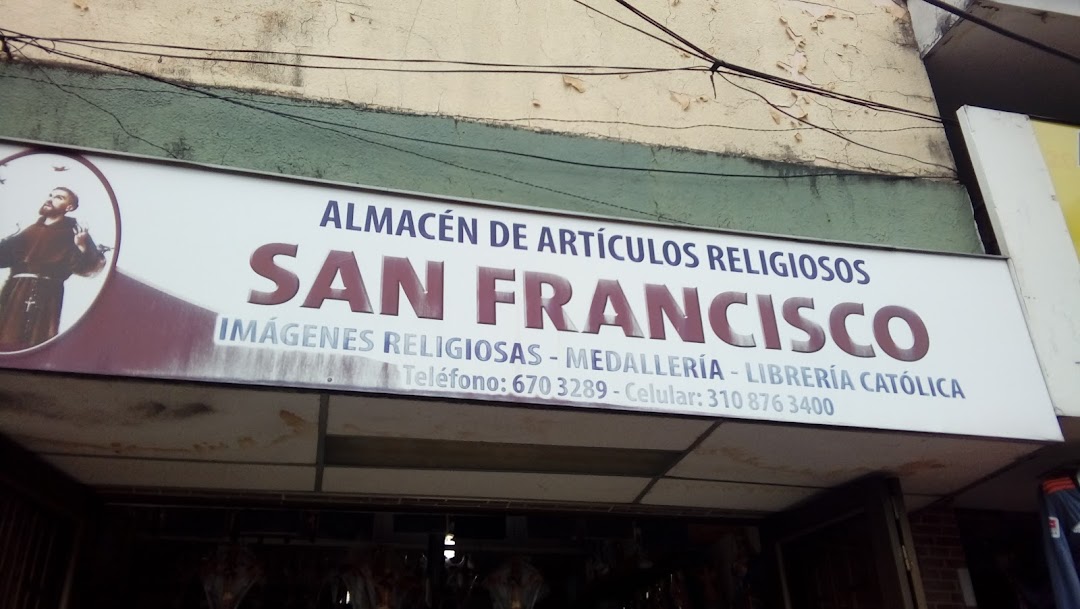 ALMACÉN DE ARTÍCULOS RELIGIOSOS
SAN FRANCISCO
IMÁGENES RELIGIOSAS - MEDALLERÍA - LIBRERÍA CATÓLICA
Teléfono: 670 3289 - Celular: 310 876 3400